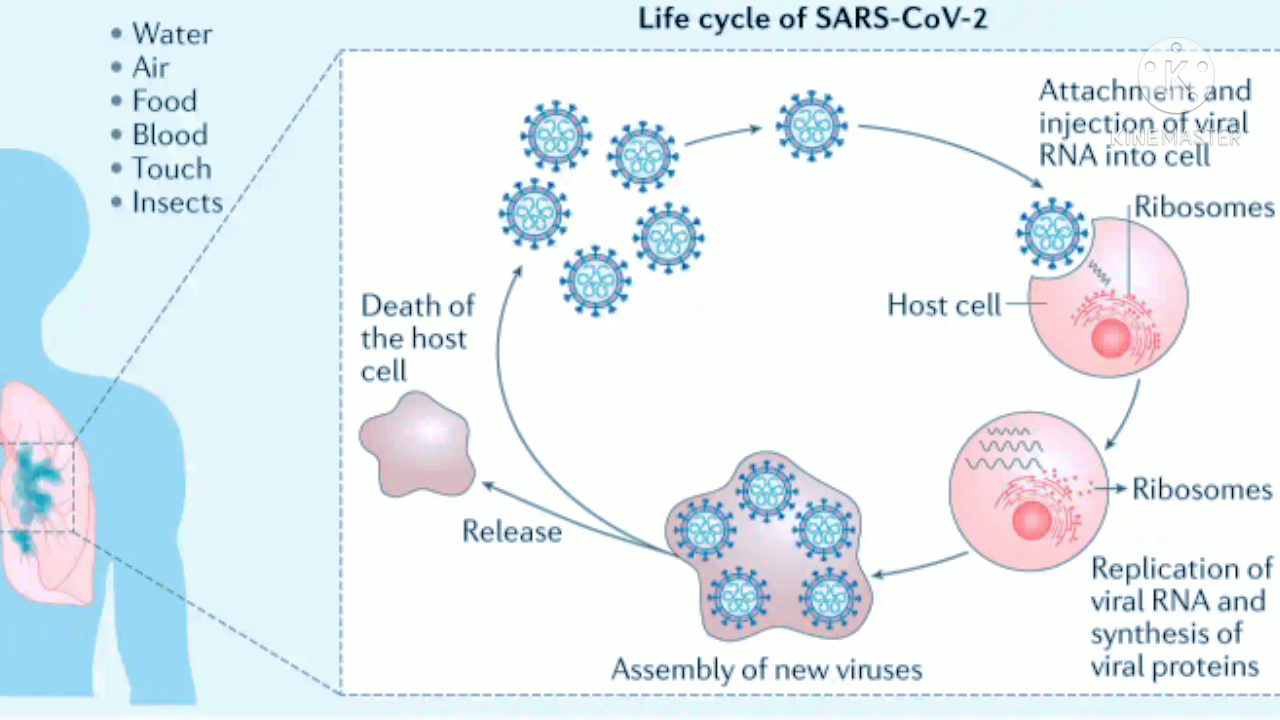 Life cycle of SARS-CoV-2
• Water
• Air
• Food
• Blood
• Touch
• Insects
Attachment and
injection of viral
RNA into cell
K
KINEMASTER
Ribosomes
Host cell
Death of
the host
cell
Ribosomes
Release
Replication of
viral RNA and
synthesis of
viral proteins
Assembly of new viruses